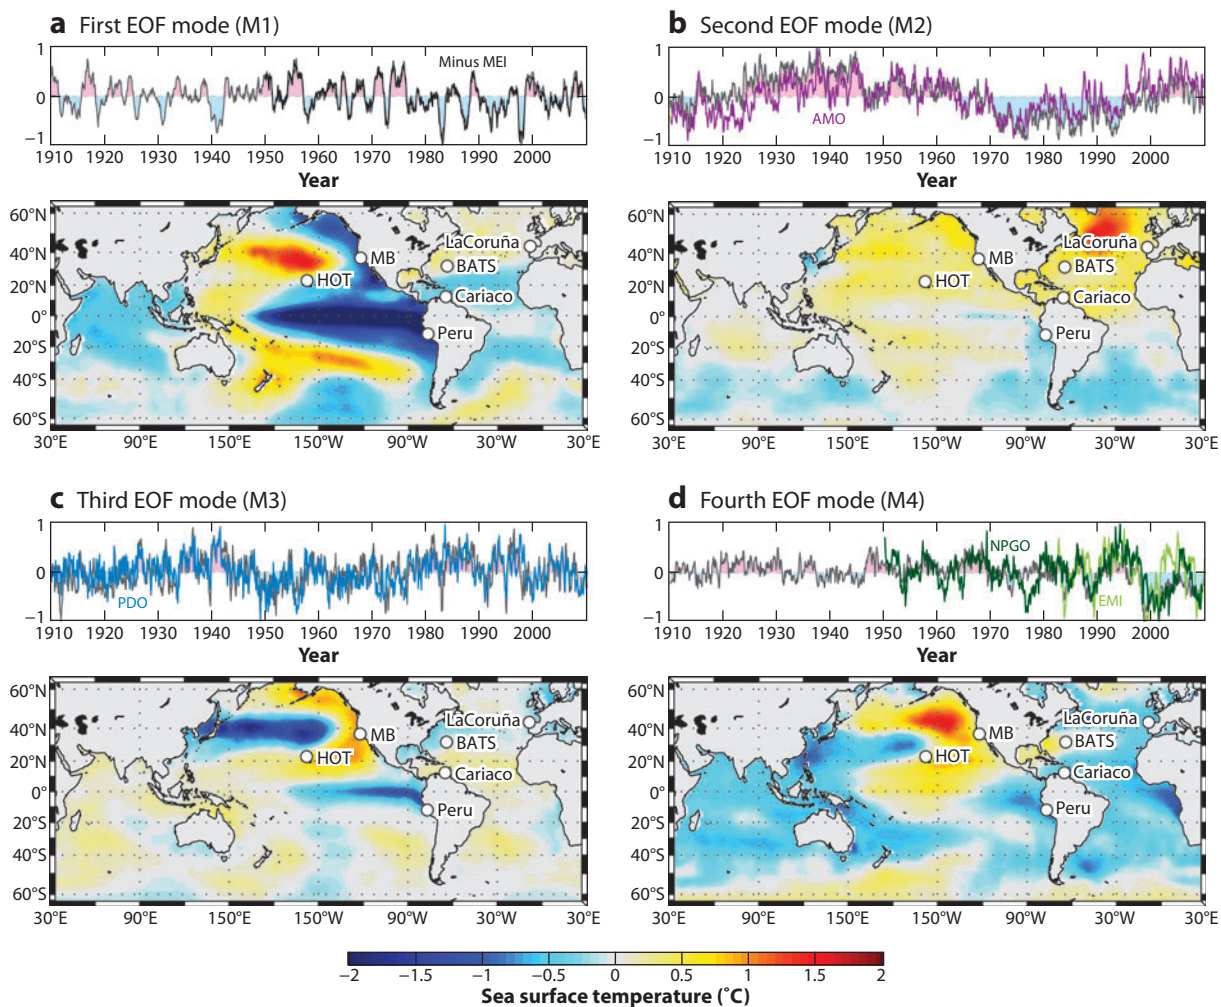 a First EOF mode (M1)
1
0
−1
Minus MEI
1910 1920 1930 1940 1950 1960 1970 1980 1990 2000
Year
60°N
40°N
20°N
0°
20°S
40°S
60°S
LaCoruña
MB
BATS
HOT
Cariaco
Peru
30°E 90°E 150°E 150°W 90°W 30°W 30°E
b Second EOF mode (M2)
1
0
−1
AMO
1910 1920 1930 1940 1950 1960 1970 1980 1990 2000
Year
60°N
40°N
20°N
0°
20°S
40°S
60°S
LaCoruña
MB
BATS
HOT
Cariaco
Peru
30°E 90°E 150°E 150°W 90°W 30°W 30°E
c Third EOF mode (M3)
1
0
−1
PDO
1910 1920 1930 1940 1950 1960 1970 1980 1990 2000
Year
60°N
40°N
20°N
0°
20°S
40°S
60°S
LaCoruña
MB
BATS
HOT
Cariaco
Peru
30°E 90°E 150°E 150°W 90°W 30°W 30°E
d Fourth EOF mode (M4)
1
0
−1
NPGO
EMI
1910 1920 1930 1940 1950 1960 1970 1980 1990 2000
Year
60°N
40°N
20°N
0°
20°S
40°S
60°S
LaCoruña
MB
BATS
HOT
Cariaco
Peru
30°E 90°E 150°E 150°W 90°W 30°W 30°E
−2 −1 −0.5 0 0.5 1 1.5 2
Sea surface temperature (°C)